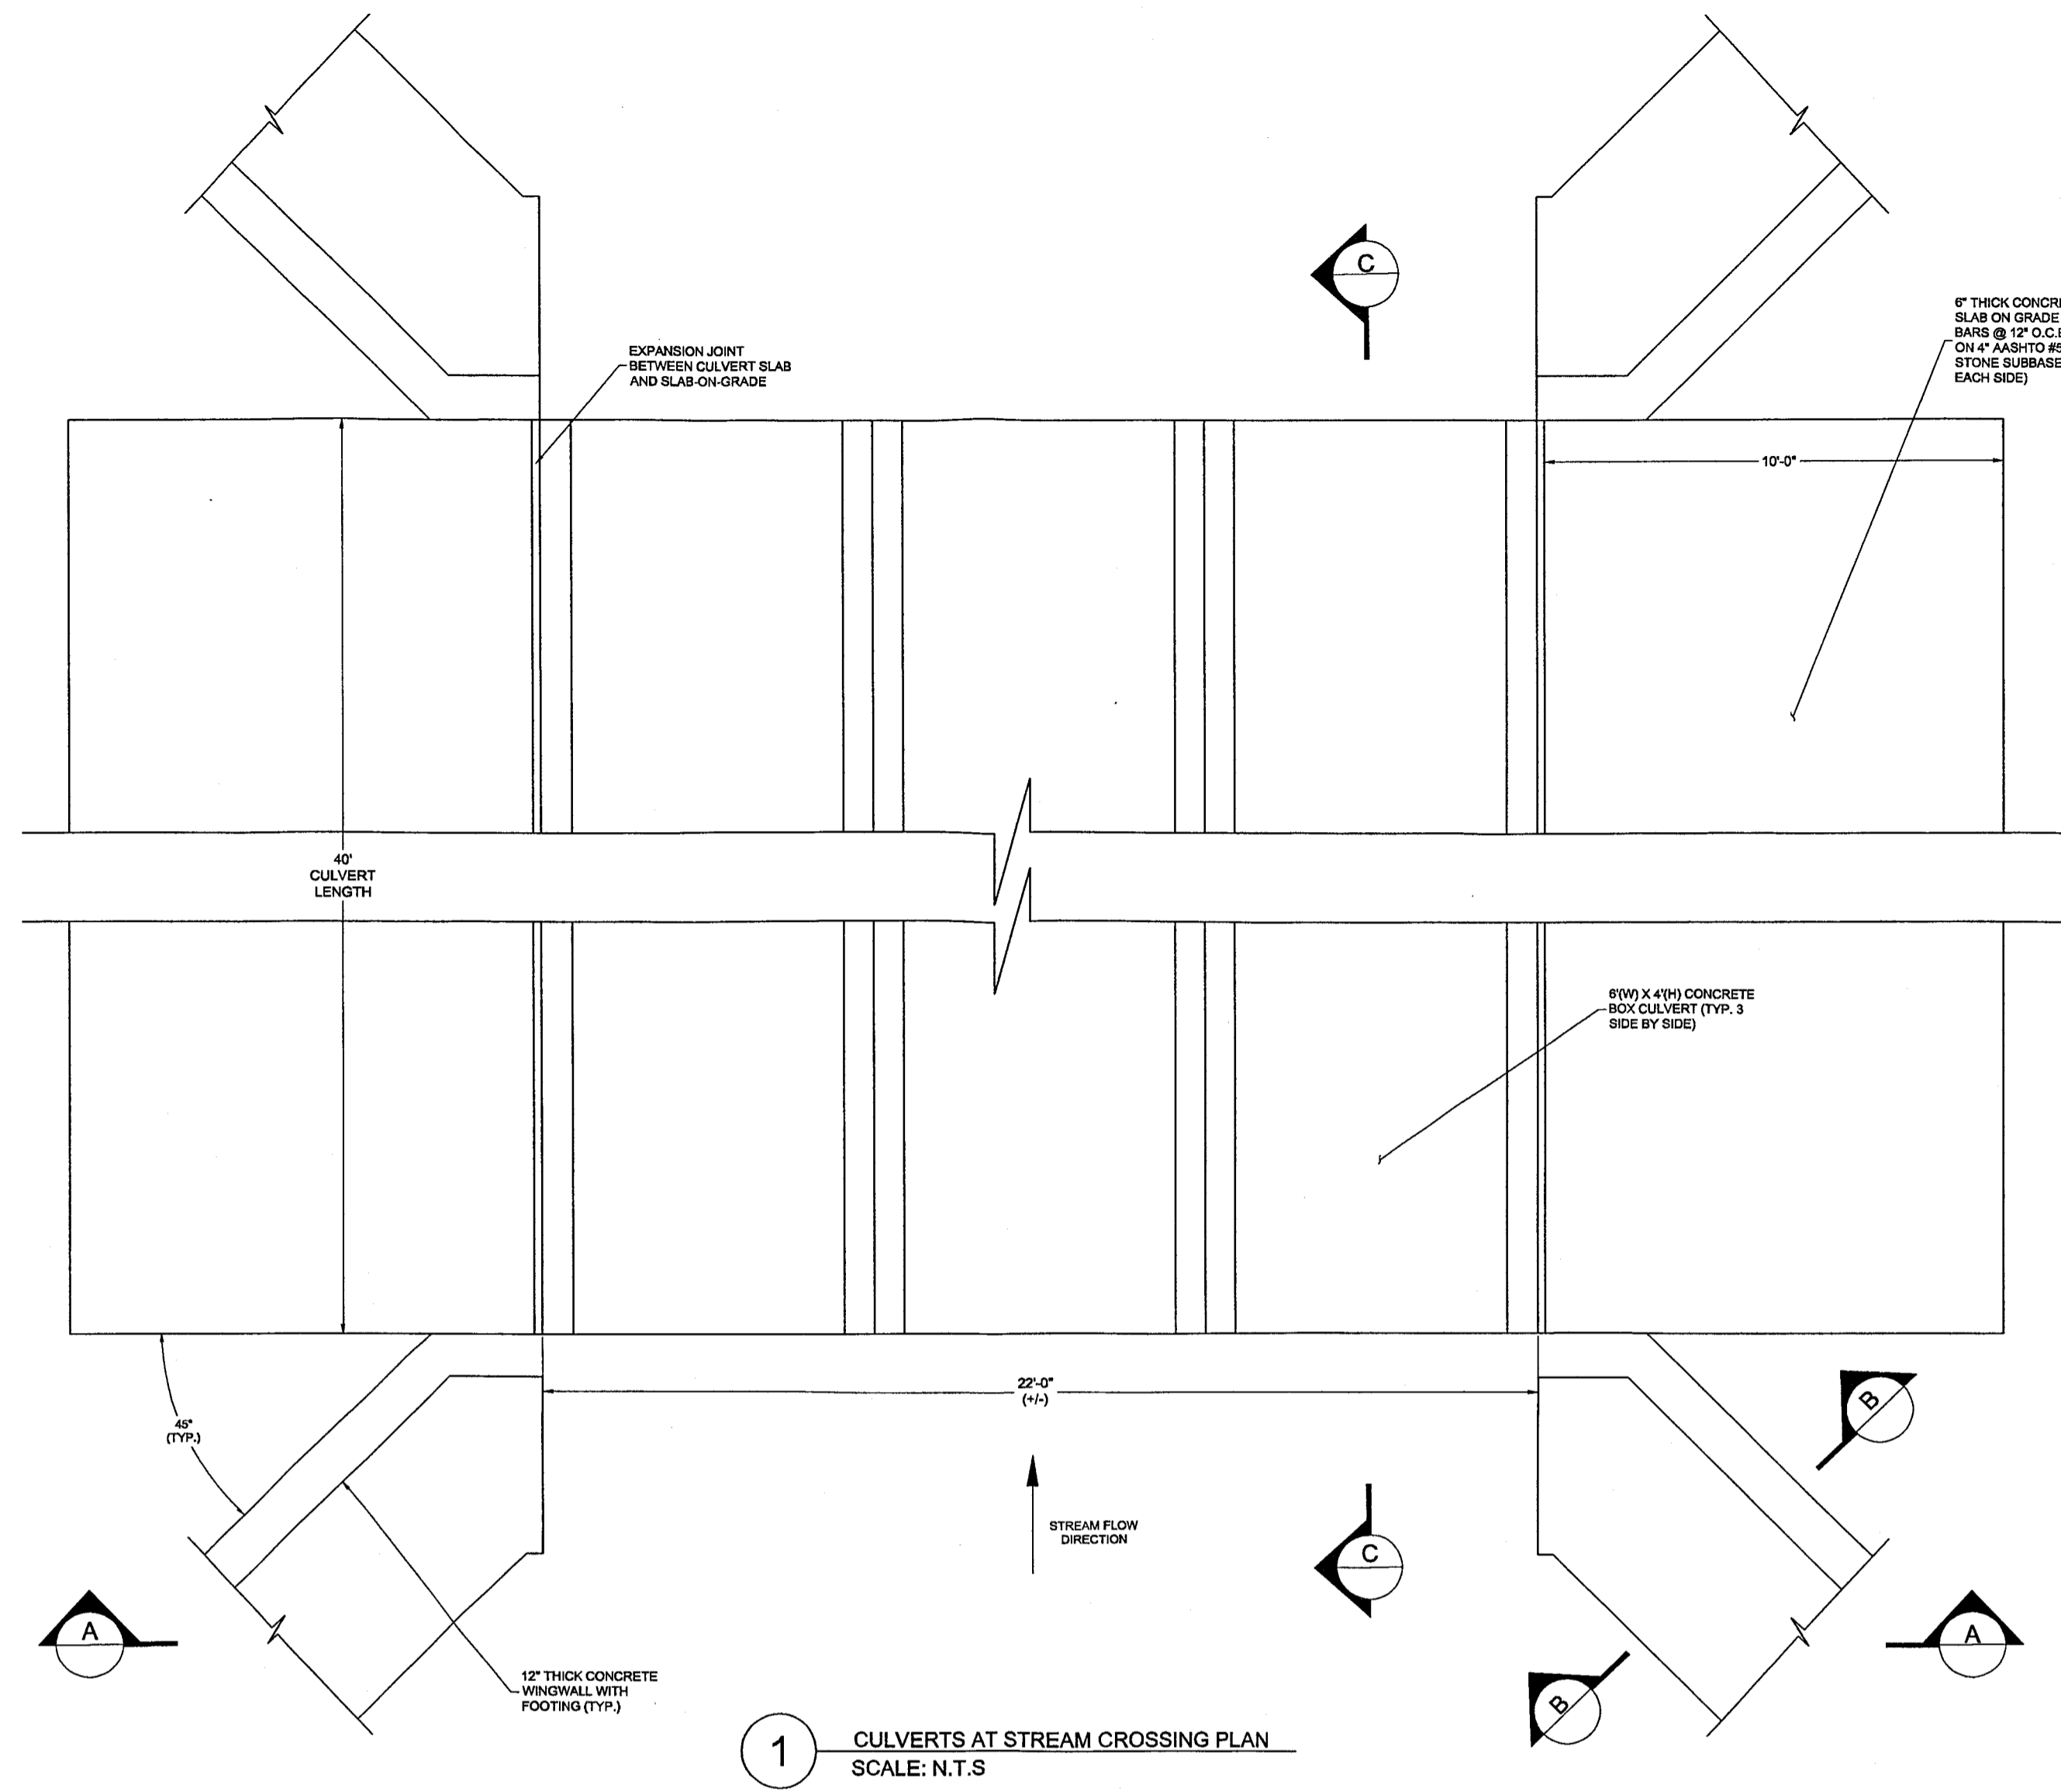 C
6" THICK CONCRE
SLAB ON GRADE
BARS @ 12" O.C.E
ON 4" AASHTO #5
STONE SUBBASE
EACH SIDE)
EXPANSION JOINT
BETWEEN CULVERT SLAB
AND SLAB-ON-GRADE
10'-0"
40'
CULVERT
LENGTH
6'(W) X 4'(H) CONCRETE
BOX CULVERT (TYP. 3
SIDE BY SIDE)
22'-0"
(+/-)
45°
(TYP.)
B
STREAM FLOW
DIRECTION
C
A
A
12" THICK CONCRETE
WINGWALL WITH
FOOTING (TYP.)
B
1
CULVERTS AT STREAM CROSSING PLAN
SCALE: N.T.S